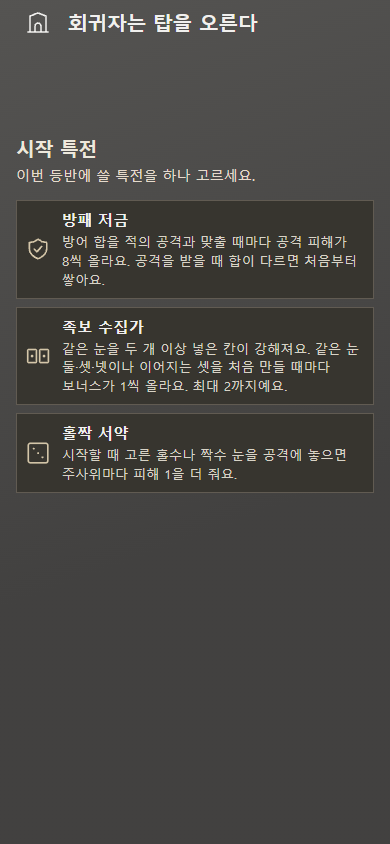 회귀자는 탑을 오른다
시작 특전
이번 등반에 쓸 특전을 하나 고르세요.
방패 저금
방어 합을 적의 공격과 맞출 때마다 공격 피해가
8씩 올라요. 공격을 받을 때 합이 다르면 처음부터
쌓아요.
족보 수집가
같은 눈을 두 개 이상 넣은 칸이 강해져요. 같은 눈
둘·셋·넷이나 이어지는 셋을 처음 만들 때마다
보너스가 1씩 올라요. 최대 2까지예요.
홀짝 서약
시작할 때 고른 홀수나 짝수 눈을 공격에 놓으면
주사위마다 피해 1을 더 줘요.